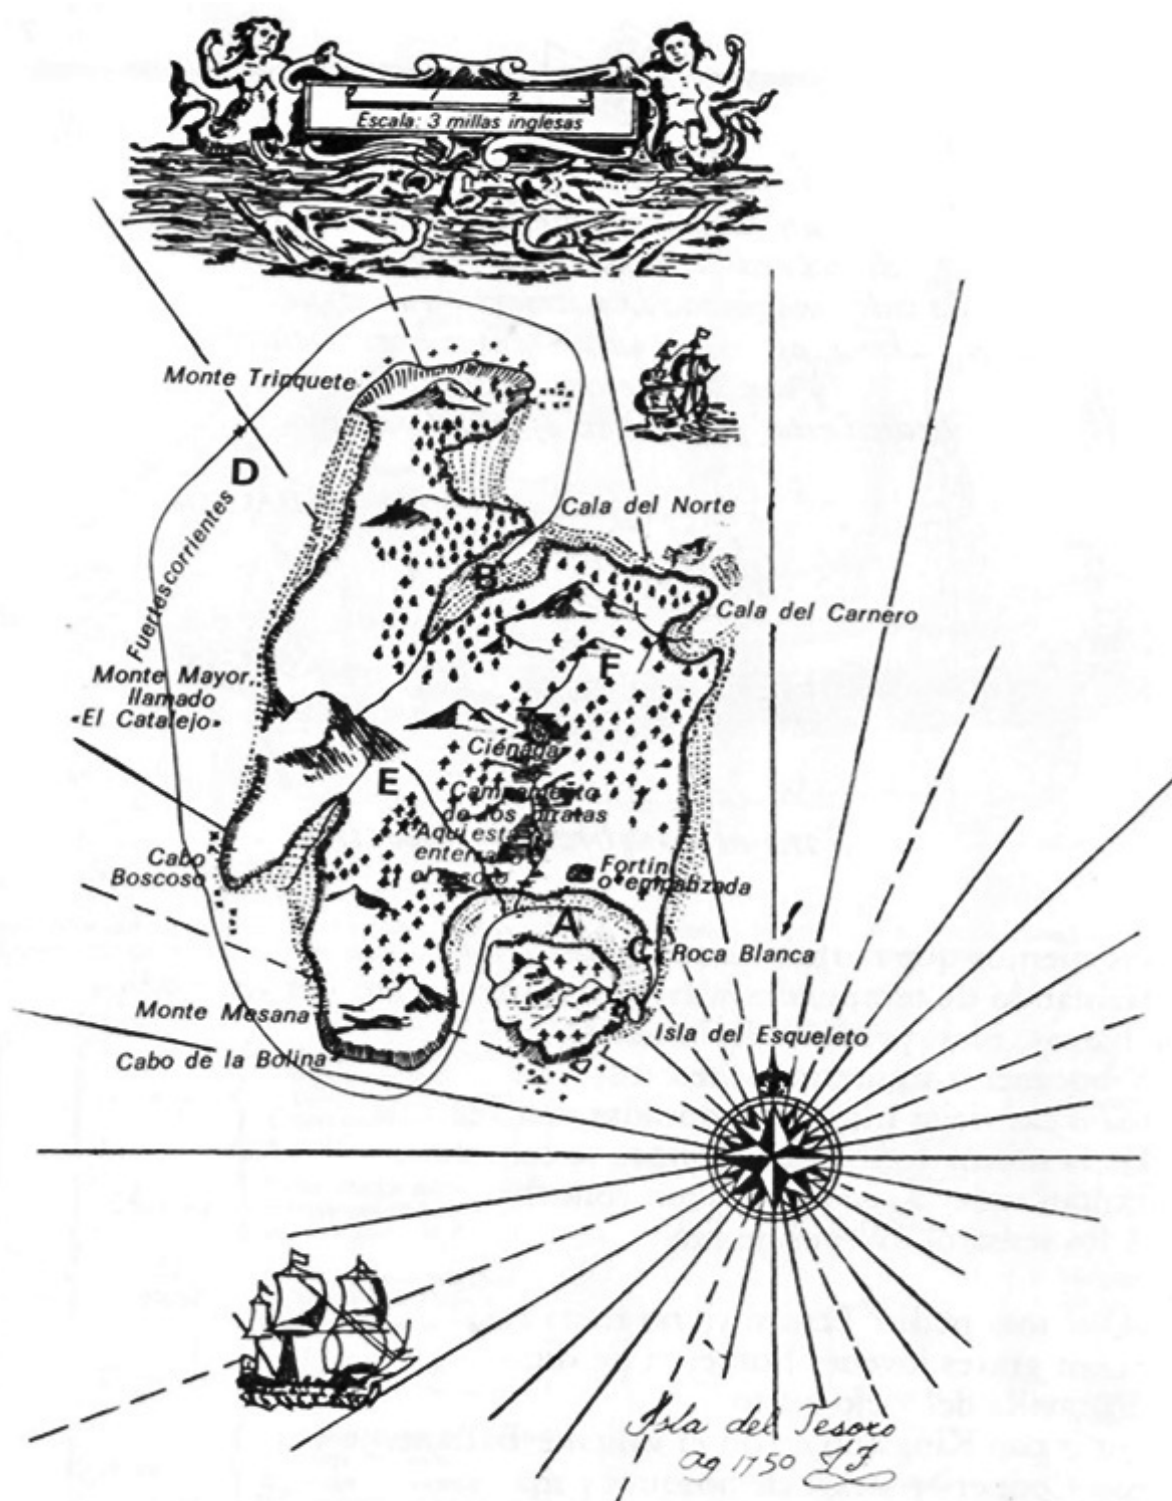 0 1 2 3
Escala: 3 millas inglesas
Monte Trinquete
D
Fuertes corrientes
Cala del Norte
B
Cala del Carnero
F
Monte Mayor,
llamado
«El Catalejo»
Ciénaga
E
Campamento
de los piratas
Aquí está
enterrado
el tesoro
Cabo
Boscoso
Fortín
o empalizada
A
C
Roca Blanca
Monte Mesana
Isla del Esqueleto
Cabo de la Bolina
Isla del Tesoro
ag 1750 J F